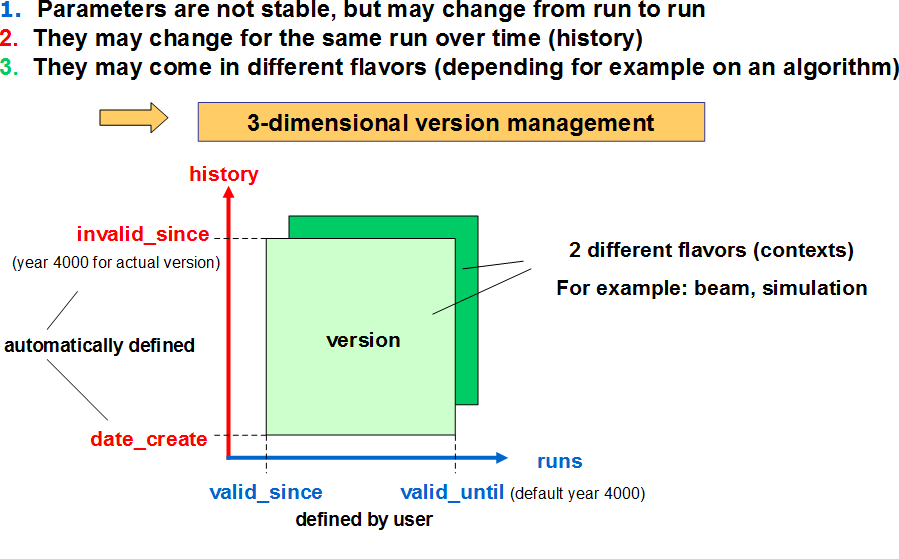 1. Parameters are not stable, but may change from run to run
2. They may change for the same run over time (history)
3. They may come in different flavors (depending for example on an algorithm)
3-dimensional version management
history
invalid_since
(year 4000 for actual version)
2 different flavors (contexts)
For example: beam, simulation
version
automatically defined
date_create
runs
valid_since
valid_until (default year 4000)
defined by user